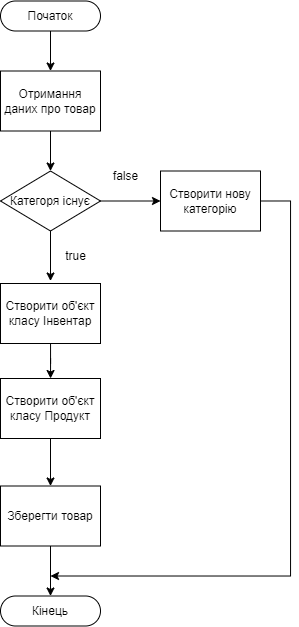 Початок
Отримання
даних про товар
false
Категоря існує
Створити нову
категорію
true
Створити об'єкт
класу Інвентар
Створити об'єкт
класу Продукт
Зберегти товар
Кінець